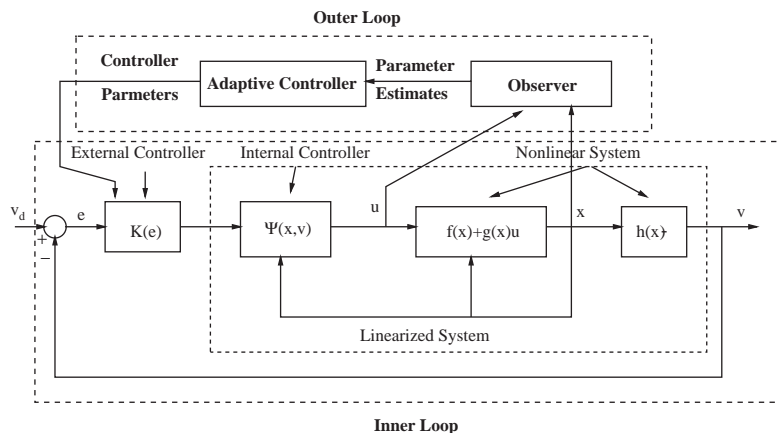 Outer Loop
Controller
Parmeters
Adaptive Controller
Parameter
Estimates
Observer
External Controller
Internal Controller
Nonlinear System
v_d
+
−
e
K(e)
Ψ(x,v)
u
f(x)+g(x)u
x
h(x)
v
Linearized System
Inner Loop